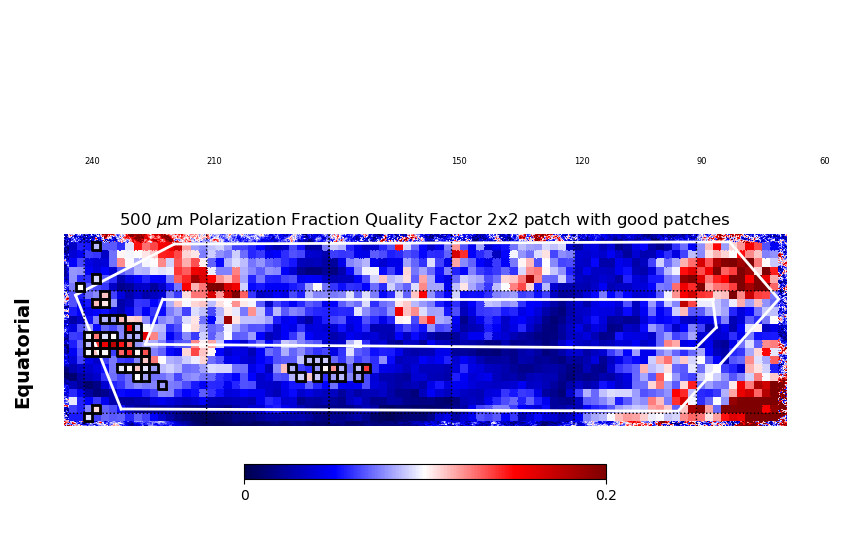 240 210 150 120 90 60
500 μm Polarization Fraction Quality Factor 2x2 patch with good patches
Equatorial
0 0.2